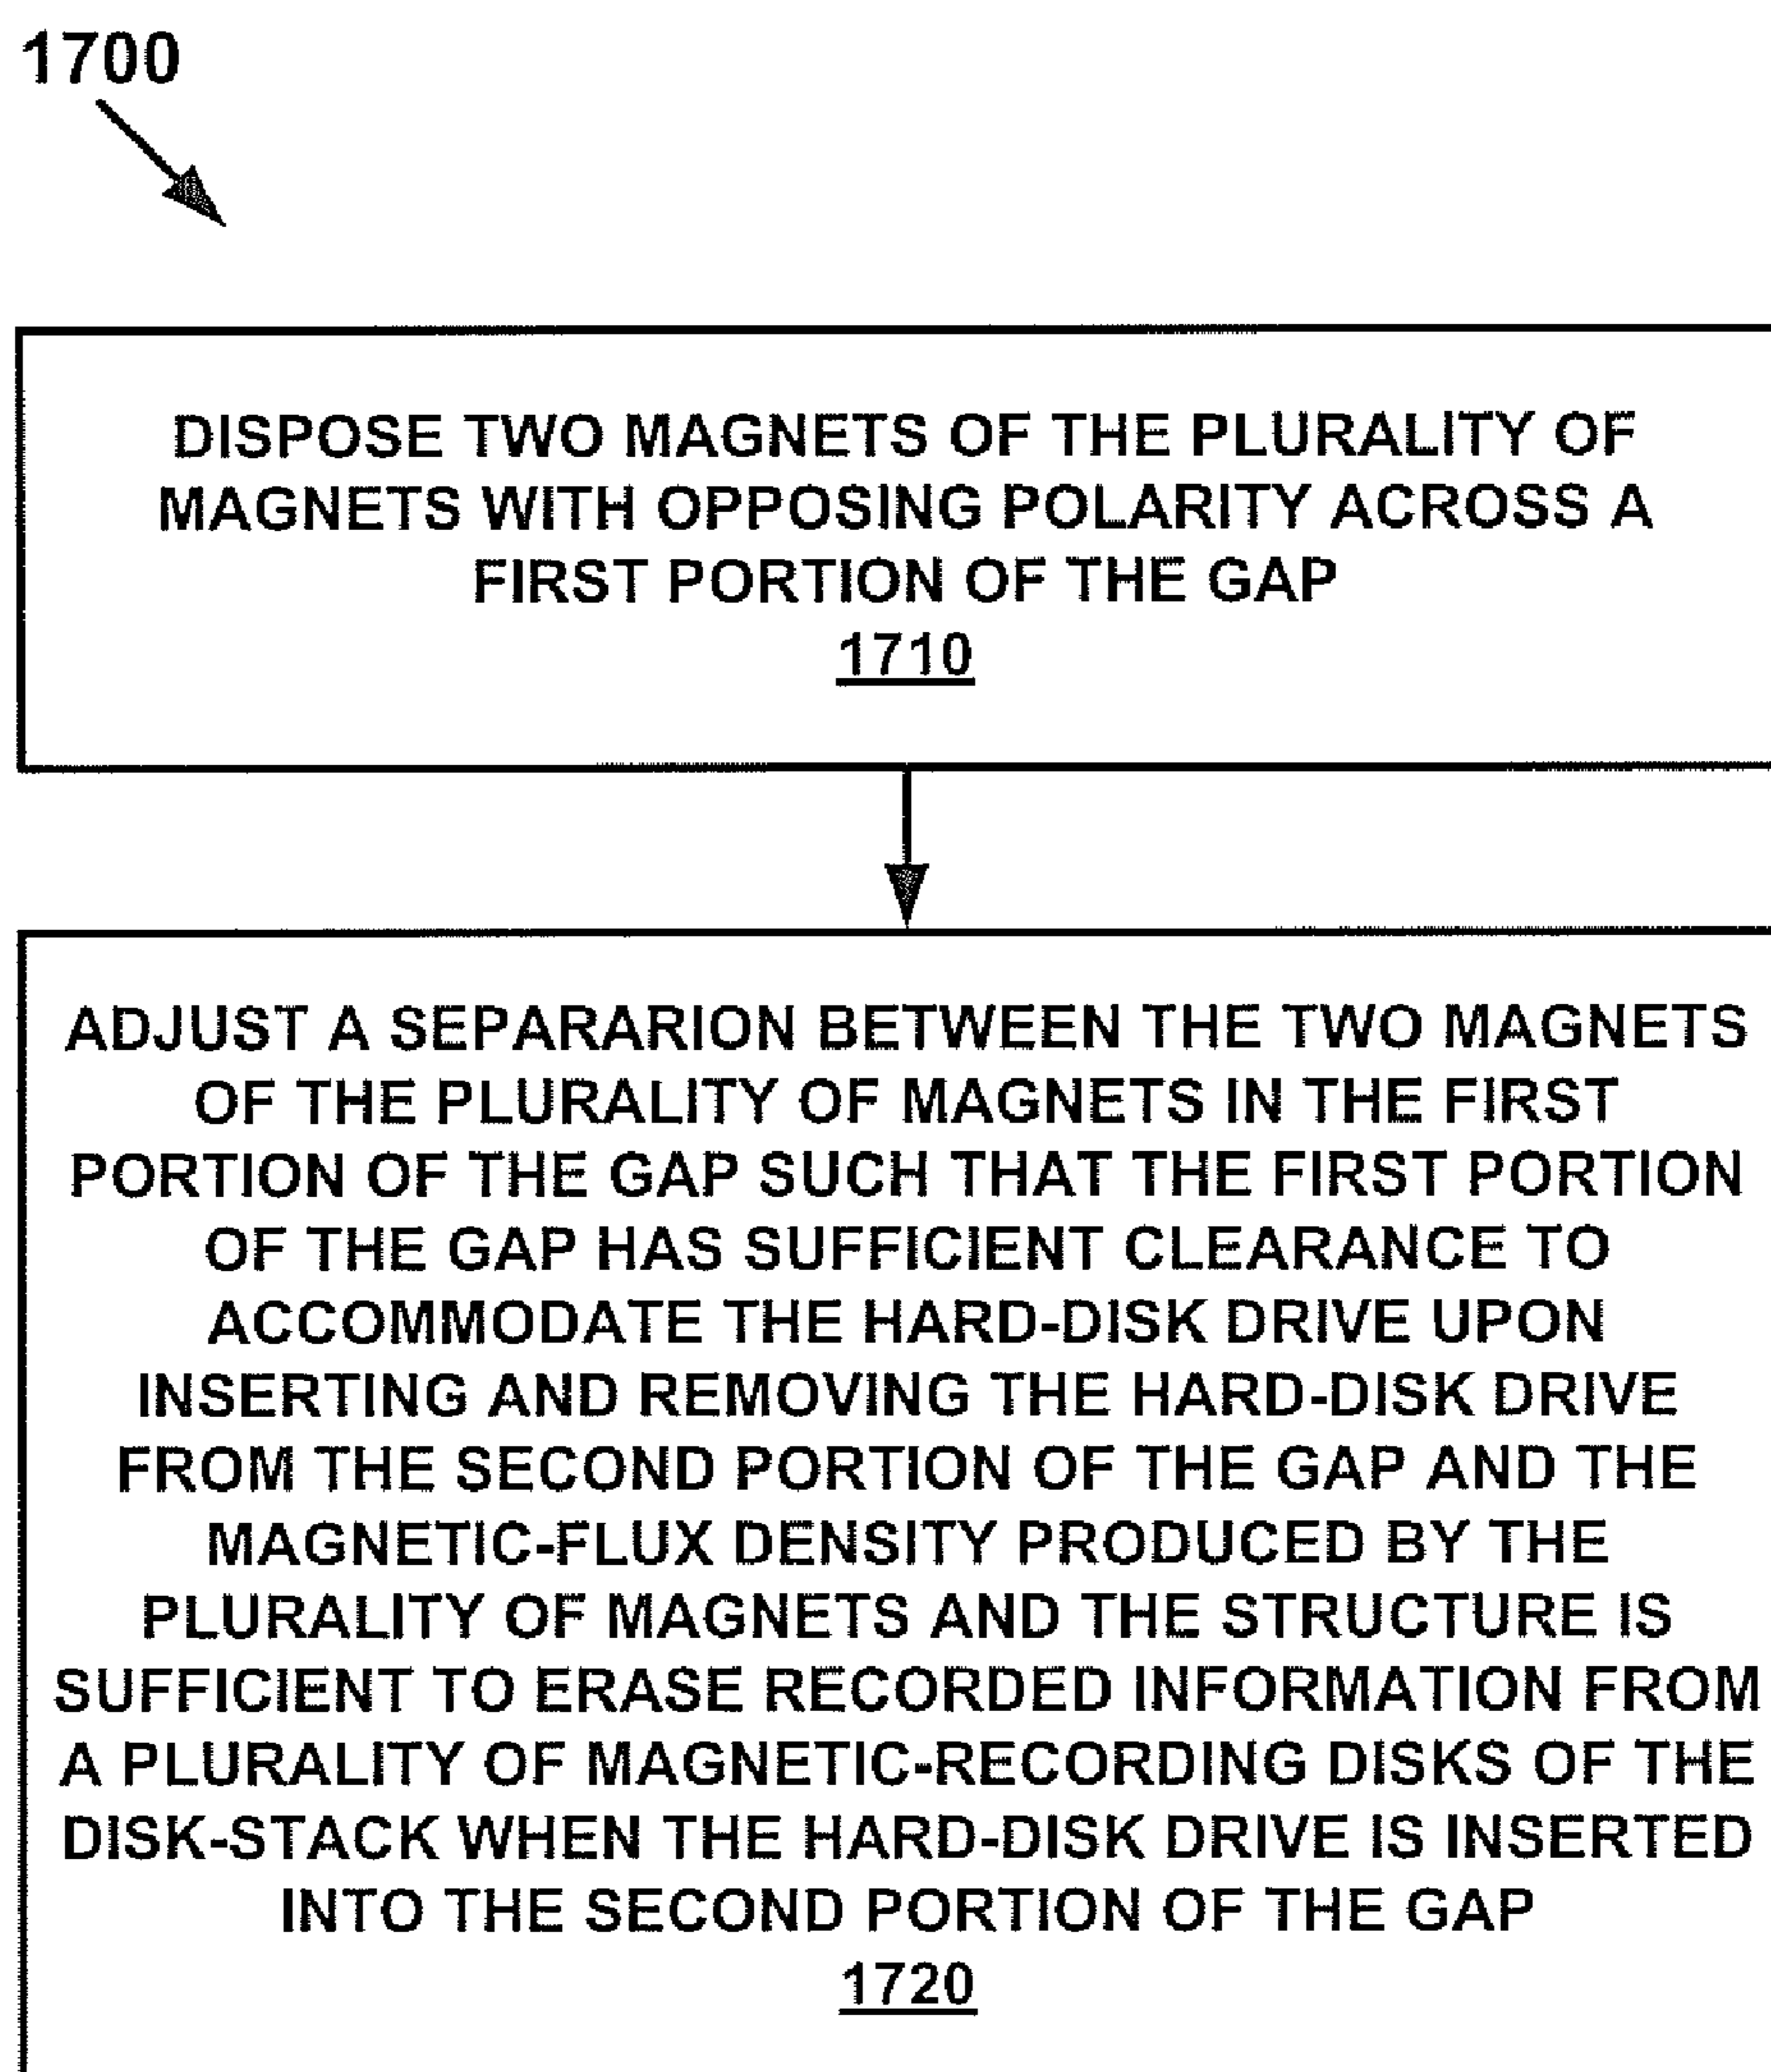 1700
DISPOSE TWO MAGNETS OF THE PLURALITY OF
MAGNETS WITH OPPOSING POLARITY ACROSS A
FIRST PORTION OF THE GAP
1710
ADJUST A SEPARARION BETWEEN THE TWO MAGNETS
OF THE PLURALITY OF MAGNETS IN THE FIRST
PORTION OF THE GAP SUCH THAT THE FIRST PORTION
OF THE GAP HAS SUFFICIENT CLEARANCE TO
ACCOMMODATE THE HARD-DISK DRIVE UPON
INSERTING AND REMOVING THE HARD-DISK DRIVE
FROM THE SECOND PORTION OF THE GAP AND THE
MAGNETIC-FLUX DENSITY PRODUCED BY THE
PLURALITY OF MAGNETS AND THE STRUCTURE IS
SUFFICIENT TO ERASE RECORDED INFORMATION FROM
A PLURALITY OF MAGNETIC-RECORDING DISKS OF THE
DISK-STACK WHEN THE HARD-DISK DRIVE IS INSERTED
INTO THE SECOND PORTION OF THE GAP
1720